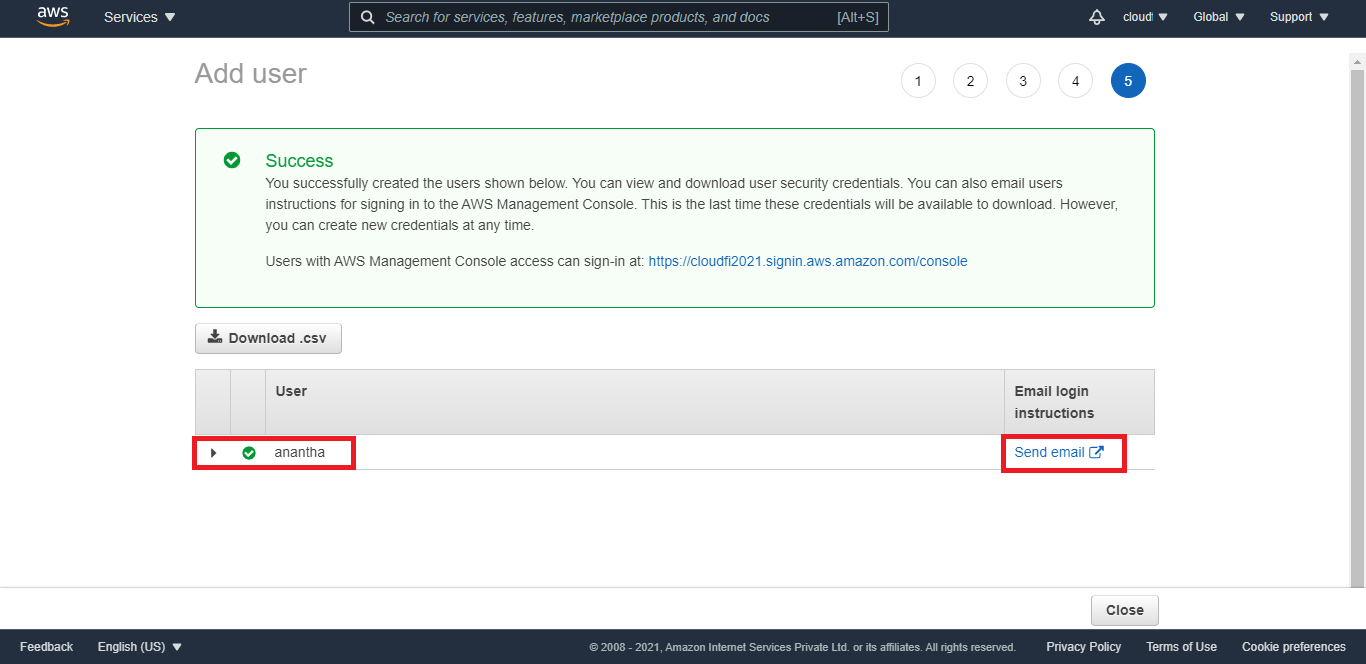 aws Services Search for services, features, marketplace products, and docs [Alt+S] cloudf Global Support
Add user 1 2 3 4 5
Success
You successfully created the users shown below. You can view and download user security credentials. You can also email users
instructions for signing in to the AWS Management Console. This is the last time these credentials will be available to download. However,
you can create new credentials at any time.
Users with AWS Management Console access can sign-in at: https://cloudfi2021.signin.aws.amazon.com/console
Download .csv
User
Email login
instructions
anantha Send email
Close
Feedback English (US) © 2008 - 2021, Amazon Internet Services Private Ltd. or its affiliates. All rights reserved. Privacy Policy Terms of Use Cookie preferences